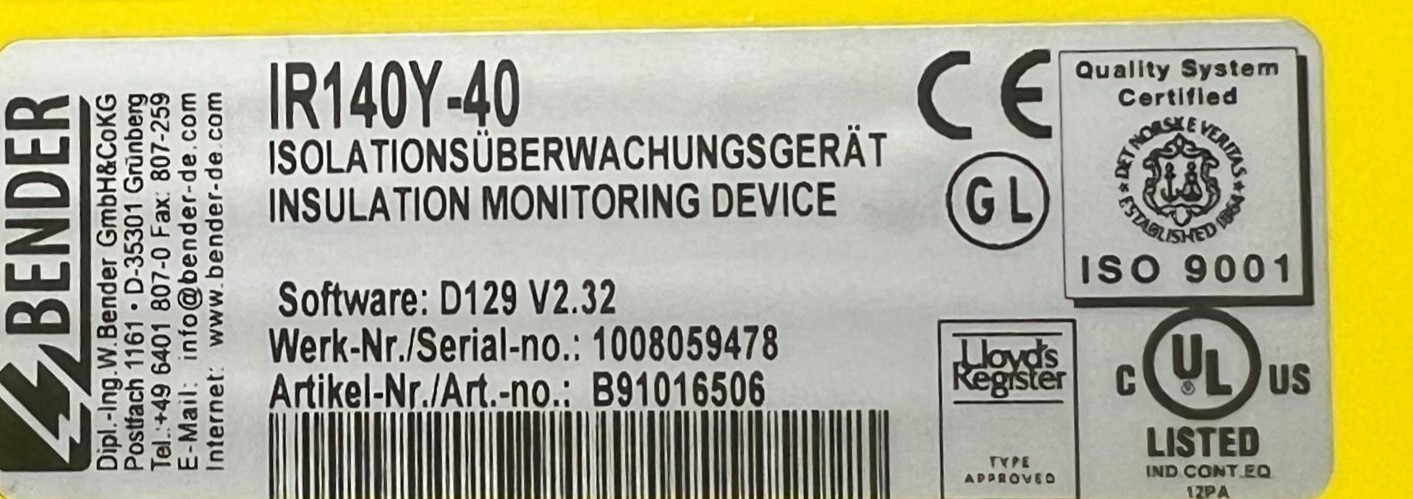 BENDER
Dipl.-Ing.W.Bender GmbH&CoKG
Postfach 1161 · D-35301 Grünberg
Tel.:+49 6401 807-0 Fax: 807-259
E-Mail: info@bender-de.com
Internet: www.bender-de.com
IR140Y-40
ISOLATIONSÜBERWACHUNGSGERÄT
INSULATION MONITORING DEVICE
Software: D129 V2.32
Werk-Nr./Serial-no.: 1008059478
Artikel-Nr./Art.-no.: B91016506
CE
GL
Quality System
Certified
DET NORSKE VERITAS
ESTABLISHED 1864
ISO 9001
Lloyd's
Register
TYPE
APPROVED
C UL ® US
LISTED
IND CONT EQ
12PA